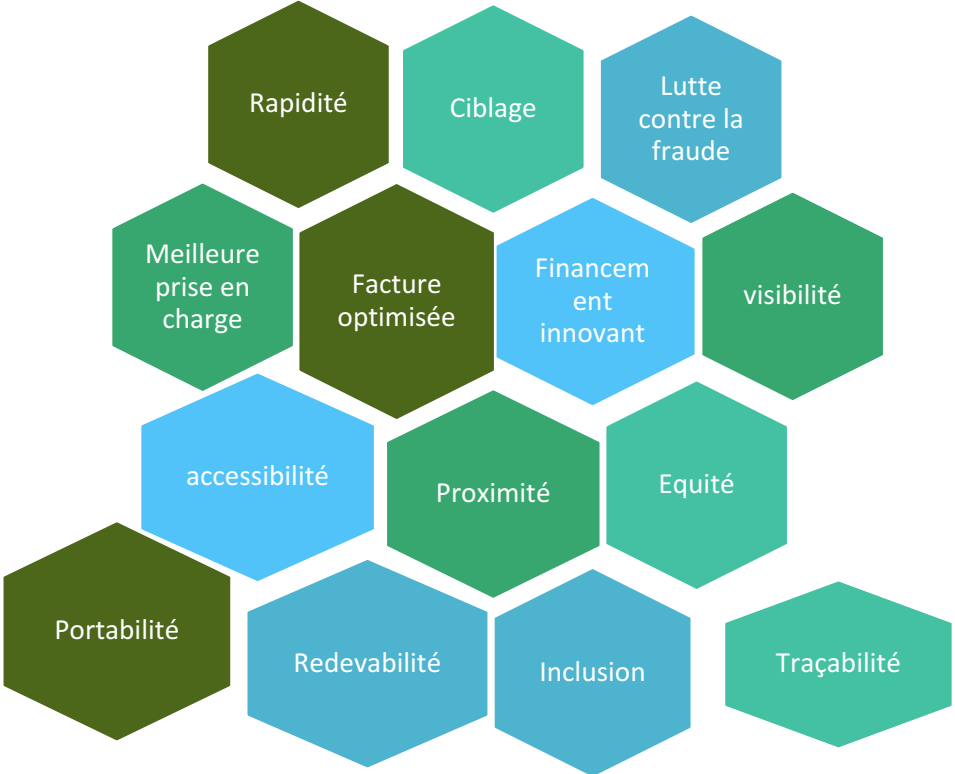 Rapidité
Ciblage
Lutte
contre la
fraude
Meilleure
prise en
charge
Facture
optimisée
Financem
ent
innovant
visibilité
accessibilité
Proximité
Equité
Portabilité
Redevabilité
Inclusion
Traçabilité